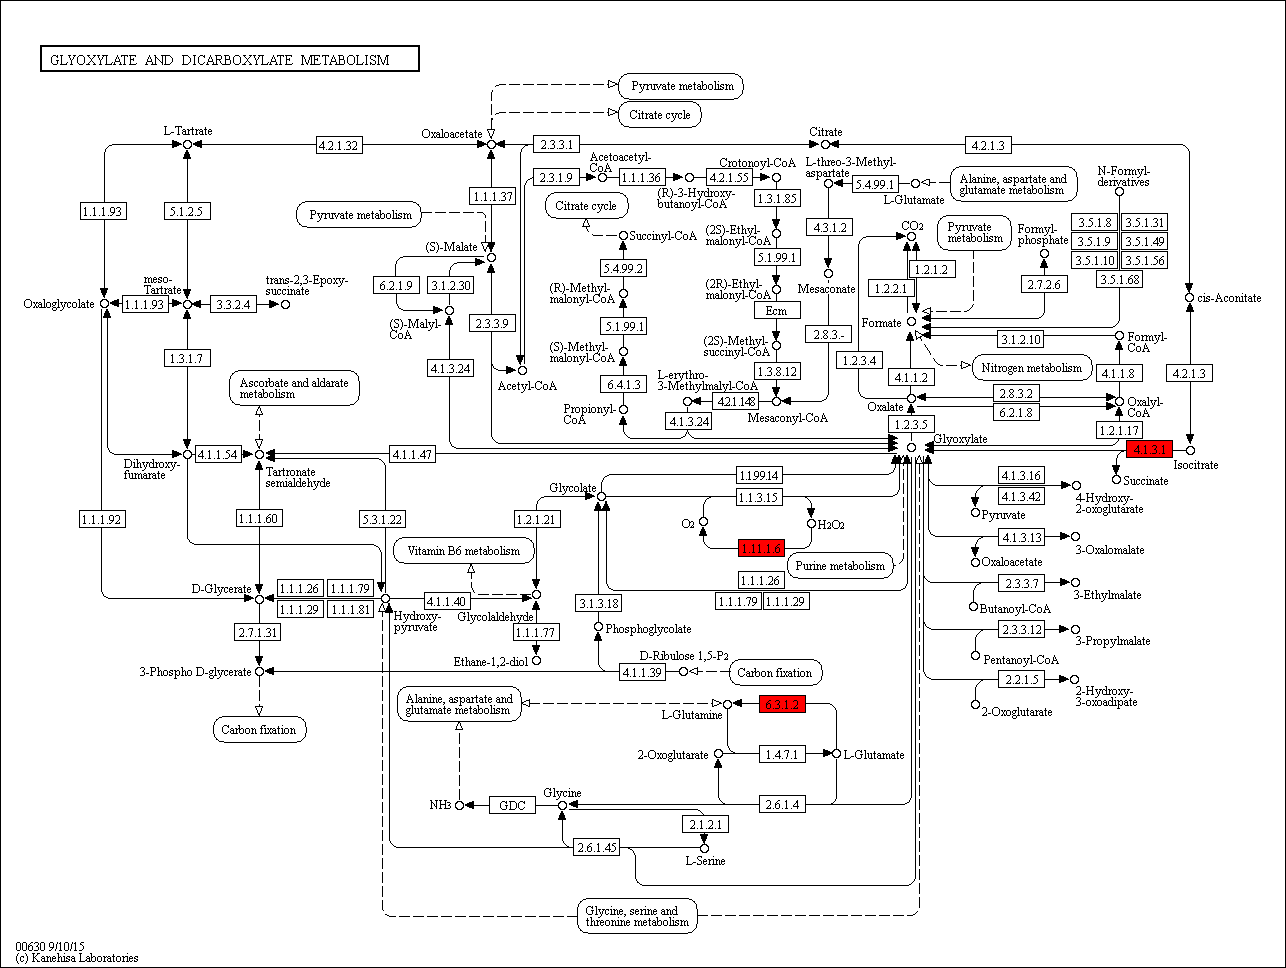 GLYOXYLATE AND DICARBOXYLATE METABOLISM
Pyruvate metabolism
Citrate cycle
L-Tartrate
4.2.1.32
Oxaloacetate
2.3.3.1
Citrate
4.2.1.3
Acetoacetyl-
CoA
2.3.1.9
1.1.1.36
(R)-3-Hydroxy-
butanoyl-CoA
Crotonoyl-CoA
4.2.1.55
L-threo-3-Methyl-
aspartate
5.4.99.1
L-Glutamate
Alanine, aspartate and
glutamate metabolism
N-Formyl-
derivatives
1.1.1.93
5.1.2.5
Pyruvate metabolism
1.1.1.37
Citrate cycle
1.3.1.85
4.3.1.2
CO2
Pyruvate
metabolism
Formyl-
phosphate
3.5.1.8
3.5.1.31
3.5.1.9
3.5.1.49
3.5.1.10
3.5.1.56
3.5.1.68
(S)-Malate
Succinyl-CoA
(2S)-Ethyl-
malonyl-CoA
5.4.99.2
5.1.99.1
1.2.1.2
1.2.2.1
2.7.2.6
Oxaloglycolate
1.1.1.93
meso-
Tartrate
3.3.2.4
trans-2,3-Epoxy-
succinate
6.2.1.9
3.1.2.30
(S)-Malyl-
CoA
2.3.3.9
(R)-Methyl-
malonyl-CoA
(2R)-Ethyl-
malonyl-CoA
Mesaconate
cis-Aconitate
Ecm
5.1.99.1
2.8.3.-
Formate
3.1.2.10
Formyl-
CoA
1.3.1.7
4.1.3.24
(S)-Methyl-
malonyl-CoA
(2S)-Methyl-
succinyl-CoA
1.2.3.4
Nitrogen metabolism
4.1.1.2
4.1.1.8
4.2.1.3
Acetyl-CoA
6.4.1.3
1.3.8.12
L-erythro-
3-Methylmalyl-CoA
4.2.1.148
Mesaconyl-CoA
Ascorbate and aldarate
metabolism
Propionyl-
CoA
4.1.3.24
Oxalate
2.8.3.2
6.2.1.8
Oxalyl-
CoA
1.2.3.5
1.2.1.17
Glyoxylate
4.1.3.1
Isocitrate
Succinate
Dihydroxy-
fumarate
4.1.1.54
Tartronate
semialdehyde
4.1.1.47
Glycolate
1.1.99.14
1.1.3.15
4.1.3.16
4.1.3.42
4-Hydroxy-
2-oxoglutarate
Pyruvate
1.1.1.92
1.1.1.60
5.3.1.22
1.2.1.21
O2
H2O2
1.11.1.6
4.1.3.13
3-Oxalomalate
Oxaloacetate
Vitamin B6 metabolism
Purine metabolism
D-Glycerate
1.1.1.26
1.1.1.79
1.1.1.29
1.1.1.81
Hydroxy-
pyruvate
4.1.1.40
Glycolaldehyde
1.1.1.26
1.1.1.79
1.1.1.29
2.3.3.7
3-Ethylmalate
Butanoyl-CoA
3.1.3.18
2.7.1.31
1.1.1.77
Phosphoglycolate
2.3.3.12
3-Propylmalate
Pentanoyl-CoA
Ethane-1,2-diol
D-Ribulose 1,5-P2
3-Phospho D-glycerate
4.1.1.39
Carbon fixation
2.2.1.5
2-Hydroxy-
3-oxoadipate
2-Oxoglutarate
Carbon fixation
Alanine, aspartate and
glutamate metabolism
L-Glutamine
6.3.1.2
2-Oxoglutarate
1.4.7.1
L-Glutamate
NH3
GDC
Glycine
2.6.1.4
2.1.2.1
2.6.1.45
L-Serine
Glycine, serine and
threonine metabolism
00630 9/10/15
(c) Kanehisa Laboratories